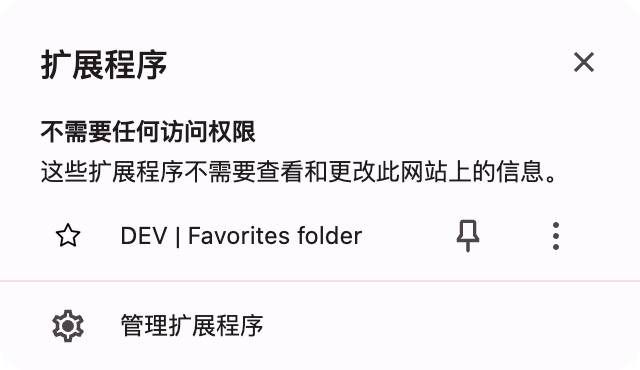 扩展程序
不需要任何访问权限
这些扩展程序不需要查看和更改此网站上的信息。
DEV | Favorites folder
管理扩展程序